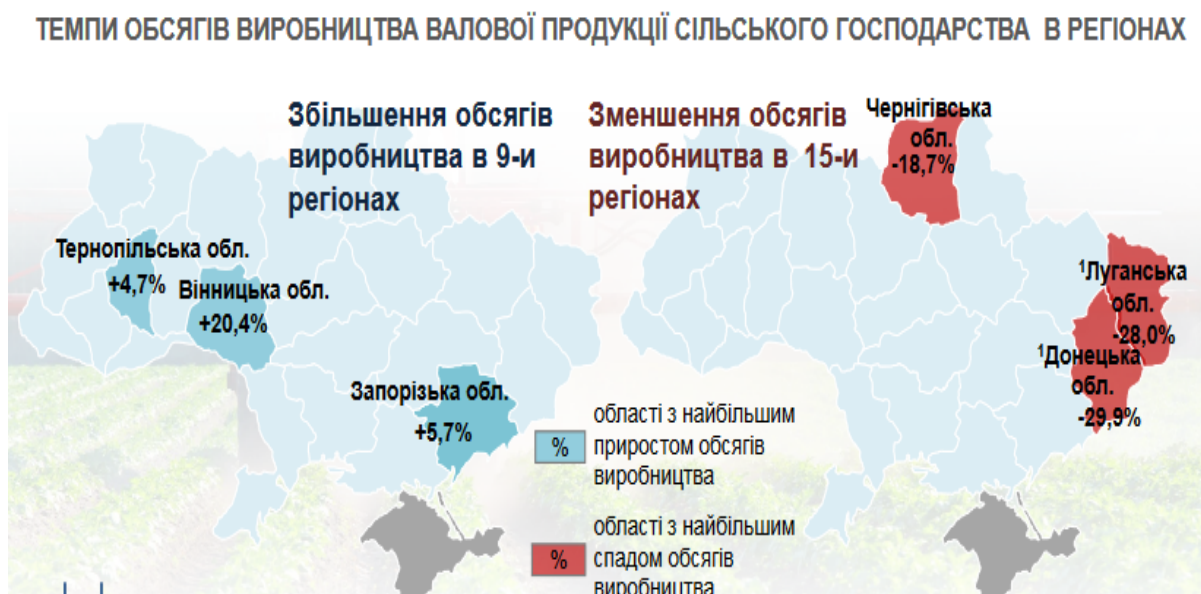 ТЕМПИ ОБСЯГІВ ВИРОБНИЦТВА ВАЛОВОЇ ПРОДУКЦІЇ СІЛЬСЬКОГО ГОСПОДАРСТВА В РЕГІОНАХ
Збільшення обсягів
виробництва в 9-и
регіонах
Тернопільська обл.
+4,7%
Вінницька обл.
+20,4%
Запорізька обл.
+5,7%
Зменшення обсягів
виробництва в 15-и
регіонах
Чернігівська
обл.
-18,7%
¹Луганська
обл.
-28,0%
¹Донецька
обл.
-29,9%
%
області з найбільшим
приростом обсягів
виробництва
%
області з найбільшим
спадом обсягів
виробництва